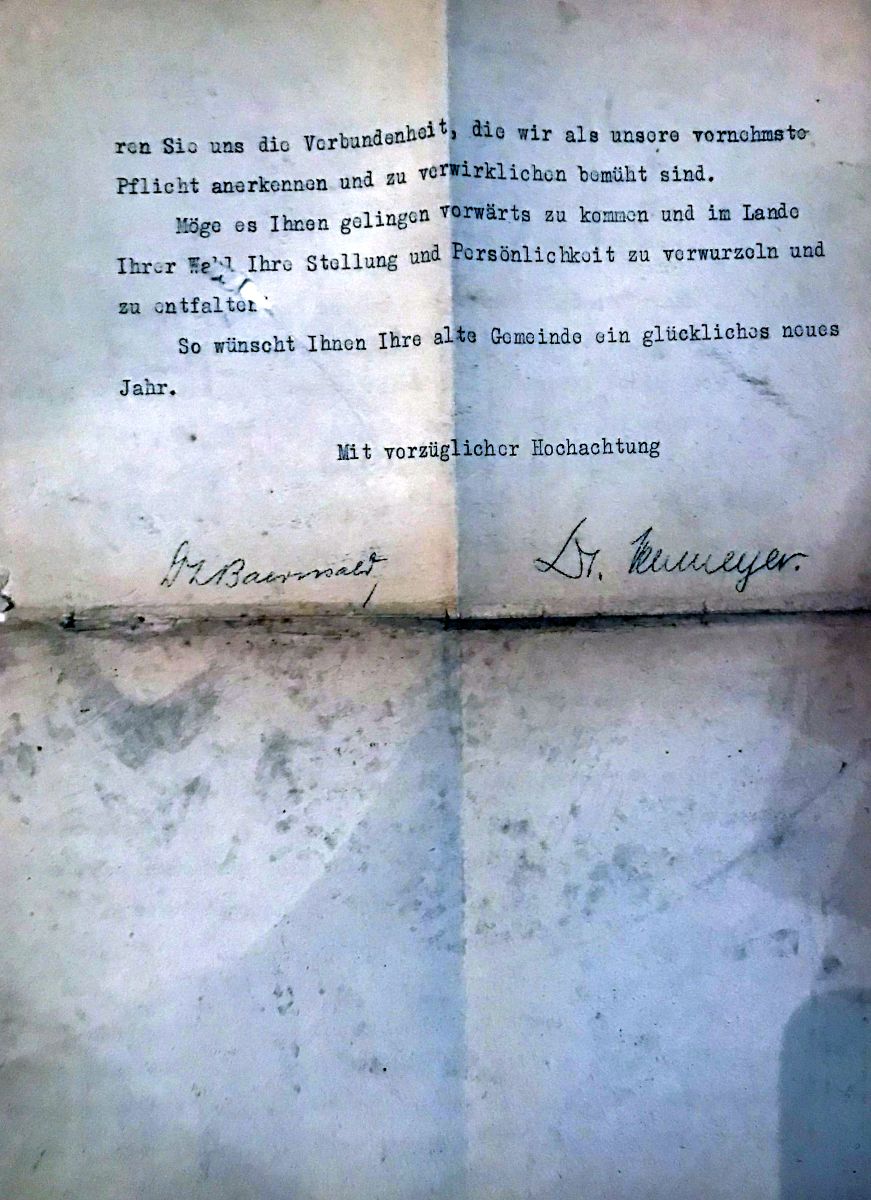 ren Sie uns die Verbundenheit, die wir als unsere vornehmste
Pflicht anerkennen und zu verwirklichen bemüht sind.
Möge es Ihnen gelingen vorwärts zu kommen und im Lande
Ihrer Wahl Ihre Stellung und Persönlichkeit zu verwurzeln und
zu entfalten.
So wünscht Ihnen Ihre alte Gemeinde ein glückliches neues
Jahr.
Mit vorzüglicher Hochachtung
Dr Baerwald
Dr. Neumeyer.